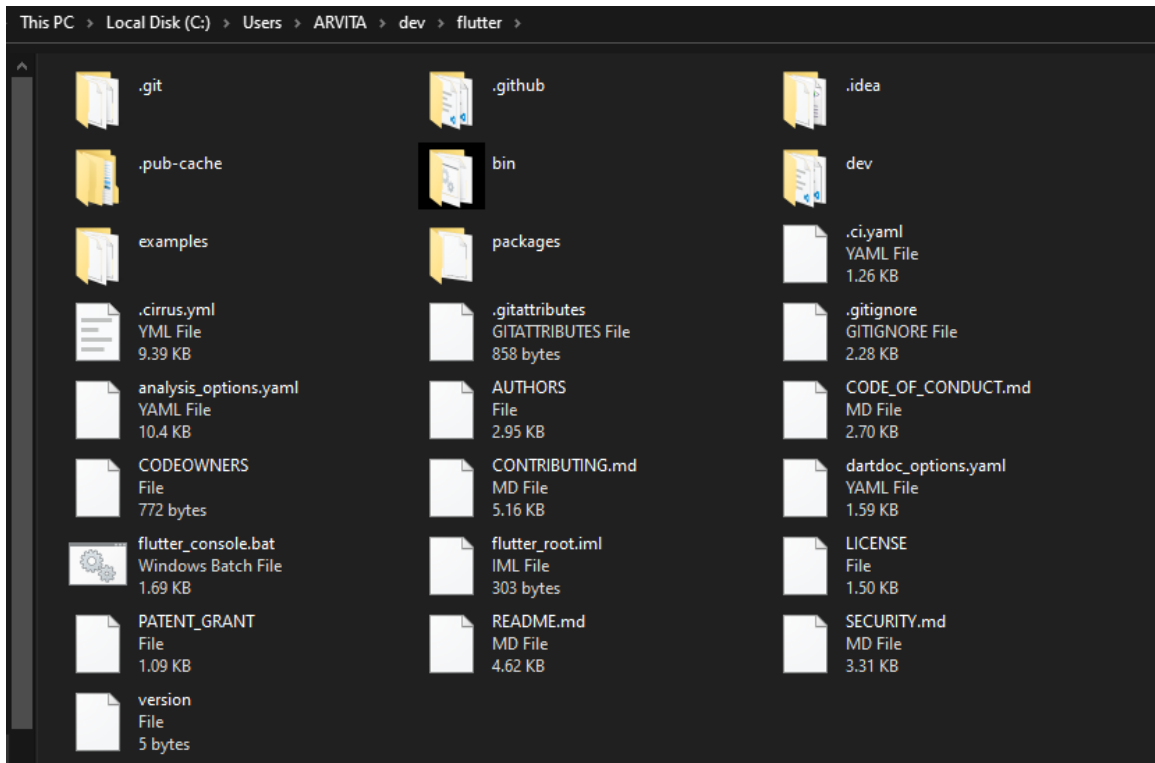 This PC > Local Disk (C:) > Users > ARVITA > dev > flutter >
.git
.github
.idea
.pub-cache
bin
dev
examples
packages
.ci.yaml
YAML File
1.26 KB
.cirrus.yml
YML File
9.39 KB
.gitattributes
GITATTRIBUTES File
858 bytes
.gitignore
GITIGNORE File
2.28 KB
analysis_options.yaml
YAML File
10.4 KB
AUTHORS
File
2.95 KB
CODE_OF_CONDUCT.md
MD File
2.70 KB
CODEOWNERS
File
772 bytes
CONTRIBUTING.md
MD File
5.16 KB
dartdoc_options.yaml
YAML File
1.59 KB
flutter_console.bat
Windows Batch File
1.69 KB
flutter_root.iml
IML File
303 bytes
LICENSE
File
1.50 KB
PATENT_GRANT
File
1.09 KB
README.md
MD File
4.62 KB
SECURITY.md
MD File
3.31 KB
version
File
5 bytes